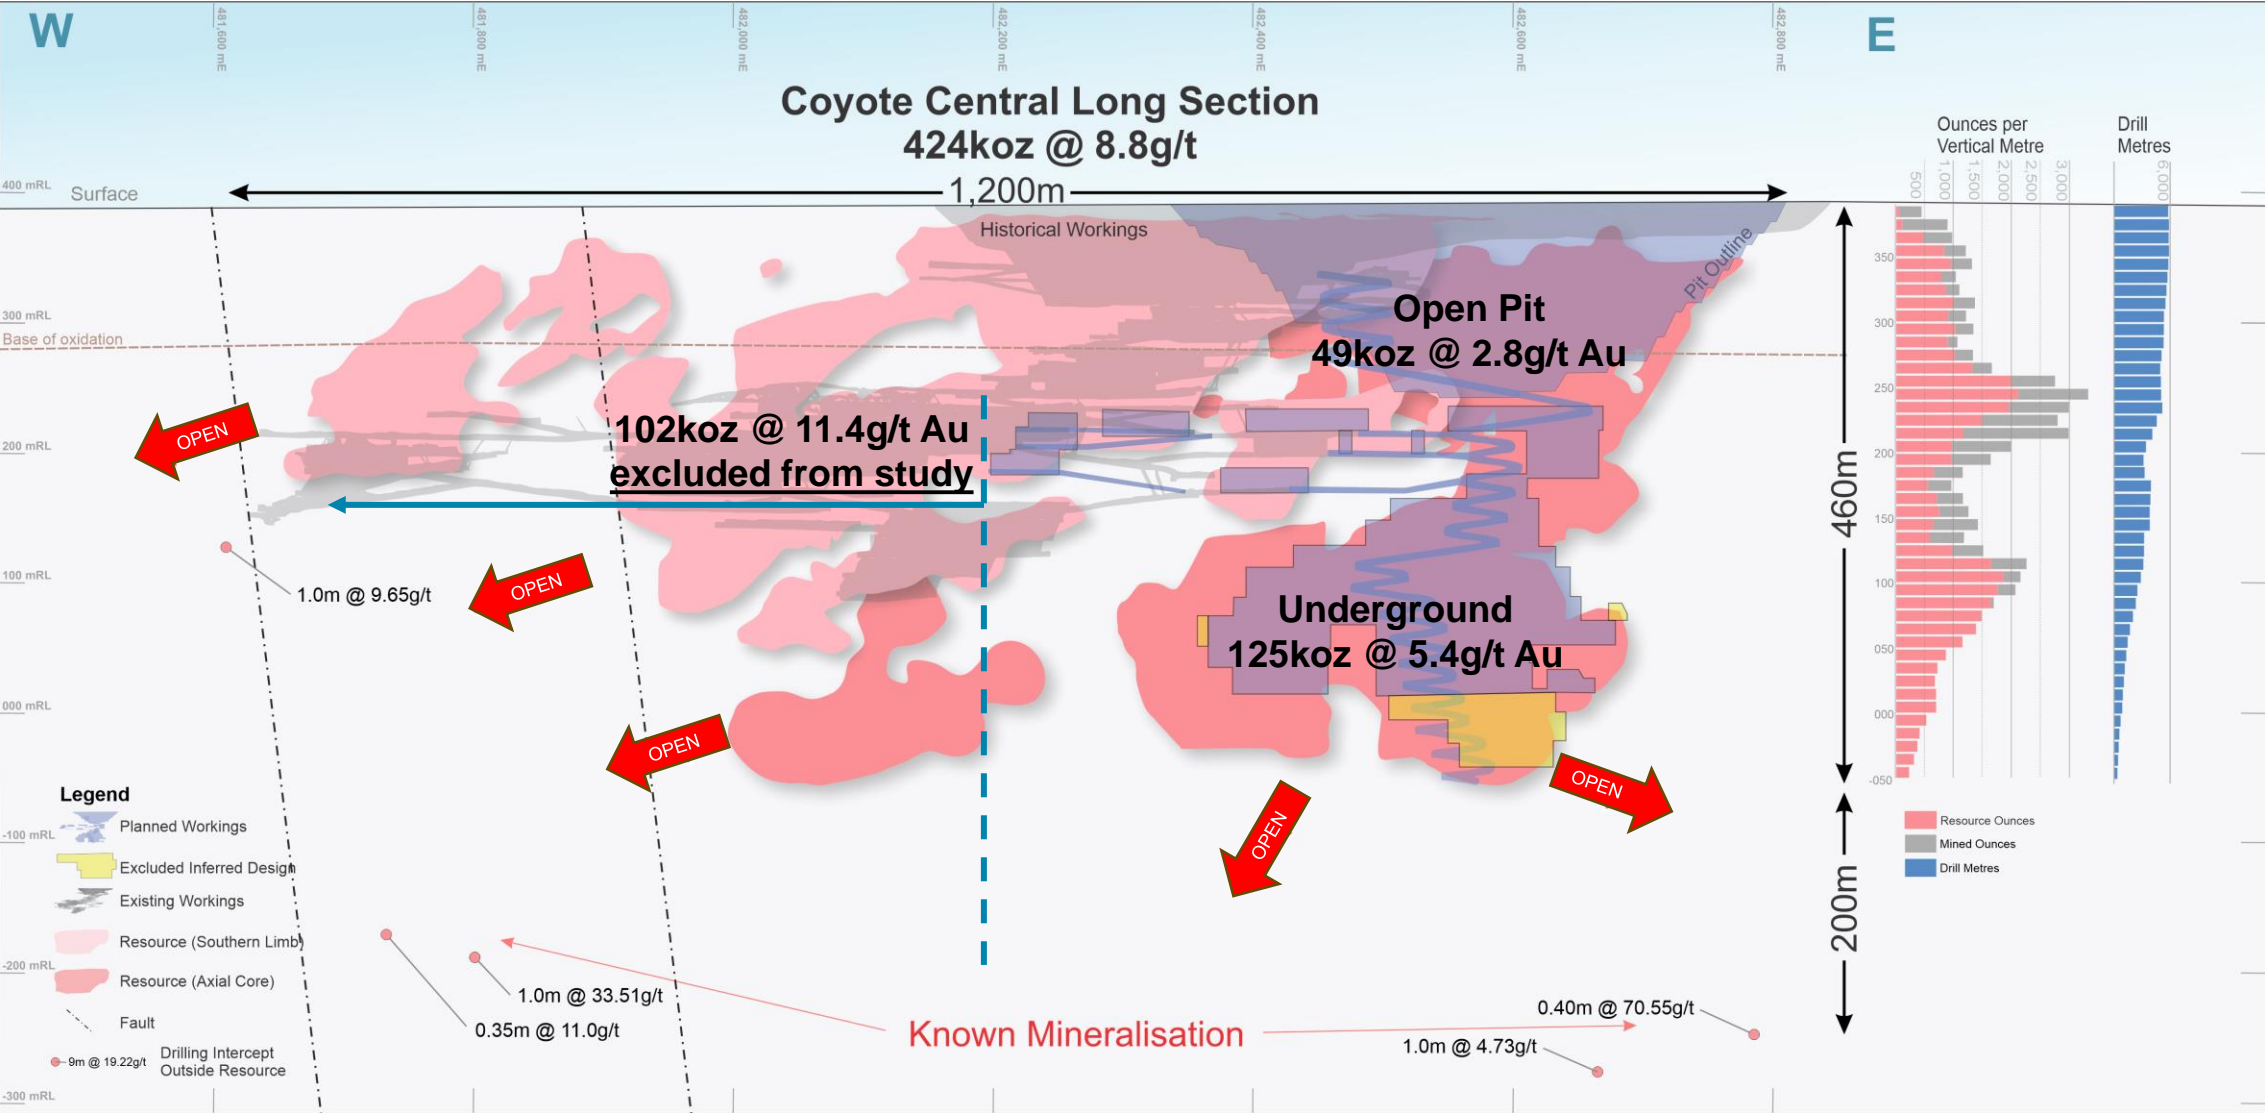 W
E
481,600 mE
481,800 mE
482,000 mE
482,200 mE
482,400 mE
482,600 mE
482,800 mE
Coyote Central Long Section
424koz @ 8.8g/t
1,200m
400 mRL
Surface
300 mRL
Base of oxidation
200 mRL
100 mRL
000 mRL
-100 mRL
-200 mRL
-300 mRL
Historical Workings
Pit Outline
Open Pit
49koz @ 2.8g/t Au
102koz @ 11.4g/t Au
excluded from study
Underground
125koz @ 5.4g/t Au
OPEN
OPEN
OPEN
OPEN
OPEN
1.0m @ 9.65g/t
1.0m @ 33.51g/t
0.35m @ 11.0g/t
Known Mineralisation
0.40m @ 70.55g/t
1.0m @ 4.73g/t
460m
200m
Ounces per
Vertical Metre
500
1,000
1,500
2,000
2,500
3,000
Drill
Metres
6,000
350
300
250
200
150
100
050
000
-050
Resource Ounces
Mined Ounces
Drill Metres
Legend
Planned Workings
Excluded Inferred Design
Existing Workings
Resource (Southern Limb)
Resource (Axial Core)
Fault
9m @ 19.22g/t
Drilling Intercept
Outside Resource